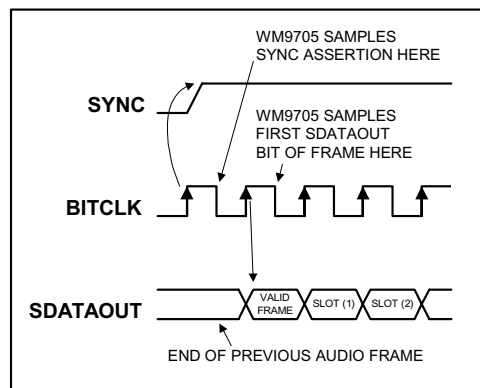 WM9705 SAMPLES
SYNC ASSERTION HERE
SYNC
WM9705 SAMPLES
FIRST SDATAOUT
BIT OF FRAME HERE
BITCLK
SDATAOUT
VALID
FRAME
SLOT (1)
SLOT (2)
END OF PREVIOUS AUDIO FRAME